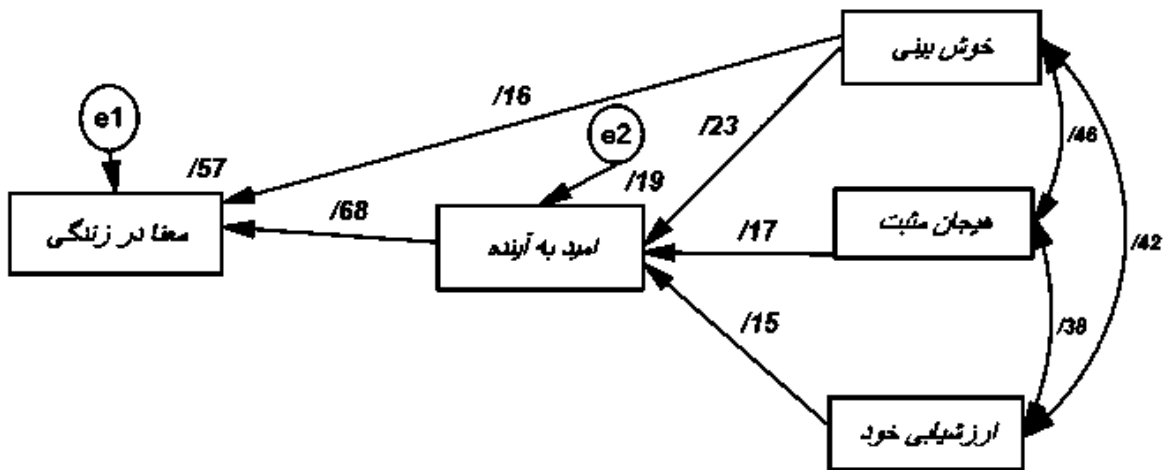 خوش بینی
/16
e1
e2
/23
/46
/57
/19
معنا در زندگی
/68
امید به آینده
/17
هیجان مثبت
/42
/15
/38
ارزشیابی خود